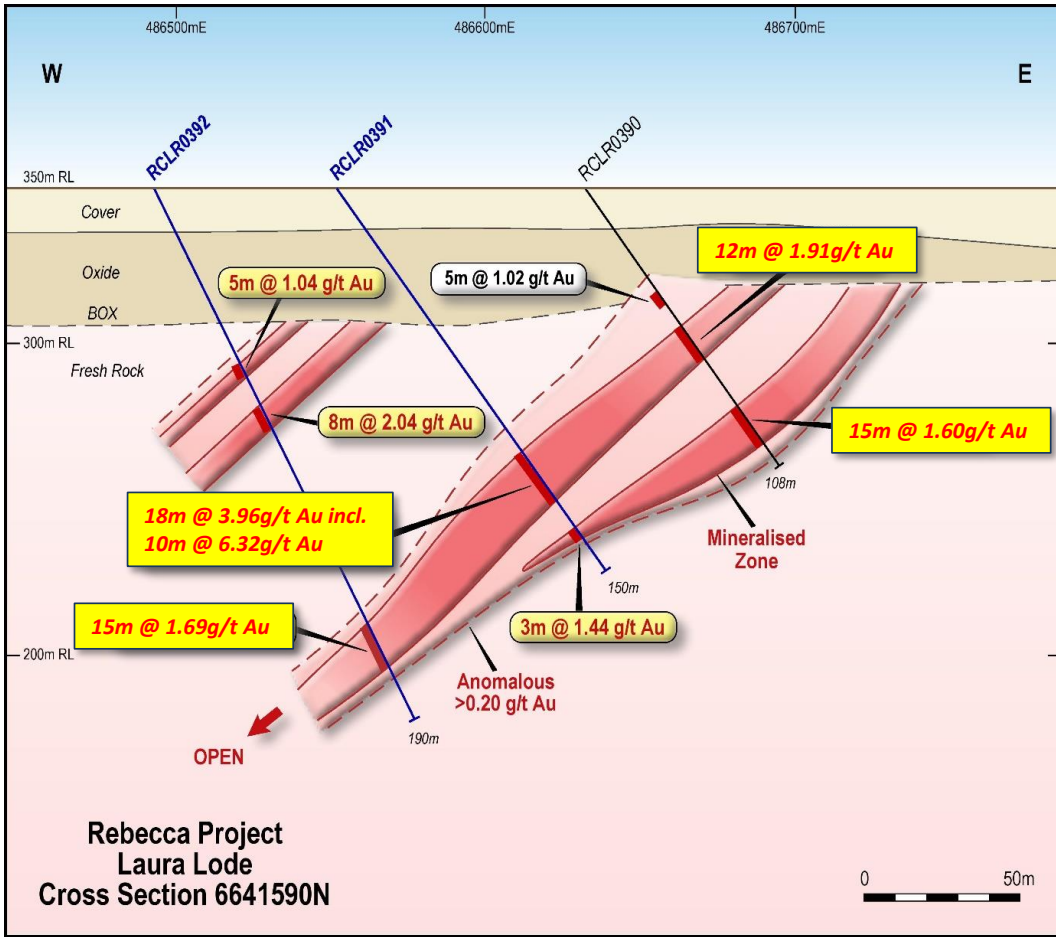 486500mE
486600mE
486700mE
W
E
RCLR0392
RCLR0391
RCLR0390
350m RL
Cover
12m @ 1.91g/t Au
Oxide
5m @ 1.04 g/t Au
5m @ 1.02 g/t Au
BOX
300m RL
Fresh Rock
8m @ 2.04 g/t Au
15m @ 1.60g/t Au
108m
18m @ 3.96g/t Au incl.
10m @ 6.32g/t Au
Mineralised
Zone
150m
15m @ 1.69g/t Au
3m @ 1.44 g/t Au
200m RL
Anomalous
>0.20 g/t Au
190m
OPEN
Rebecca Project
Laura Lode
Cross Section 6641590N
0
50m